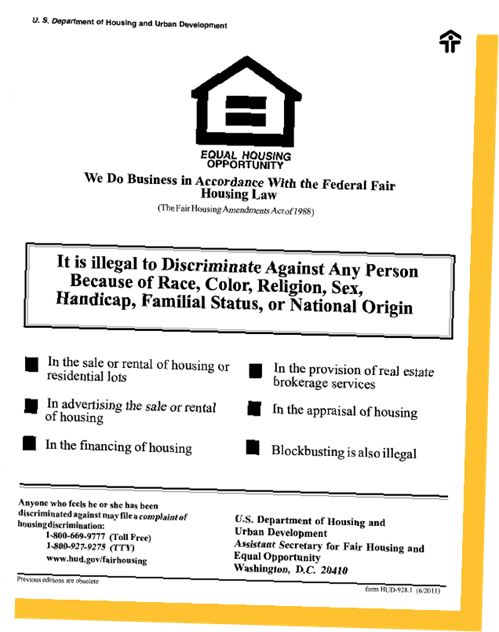 U. S. Department of Housing and Urban Development
EQUAL HOUSING
OPPORTUNITY
We Do Business in Accordance With the Federal Fair
Housing Law
(The Fair Housing Amendments Act of 1988)
It is illegal to Discriminate Against Any Person
Because of Race, Color, Religion, Sex,
Handicap, Familial Status, or National Origin
In the sale or rental of housing or
residential lots
In advertising the sale or rental
of housing
In the financing of housing
In the provision of real estate
brokerage services
In the appraisal of housing
Blockbusting is also illegal
Anyone who feels he or she has been
discriminated against may file a complaint of
housing discrimination:
1-800-669-9777 (Toll Free)
1-800-927-9275 (TTY)
www.hud.gov/fairhousing
U.S. Department of Housing and
Urban Development
Assistant Secretary for Fair Housing and
Equal Opportunity
Washington, D.C. 20410
Previous editions are obsolete
form HUD-928.1 (6/2011)